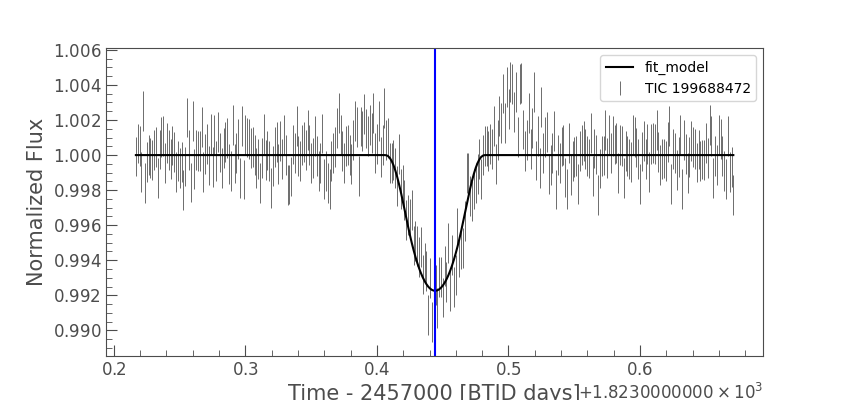 1.006
1.004
1.002
1.000
0.998
0.996
0.994
0.992
0.990
Normalized Flux
fit_model
TIC 199688472
0.2
0.3
0.4
0.5
0.6
Time - 2457000 [BTJD days]
+1.8230000000 × 10³